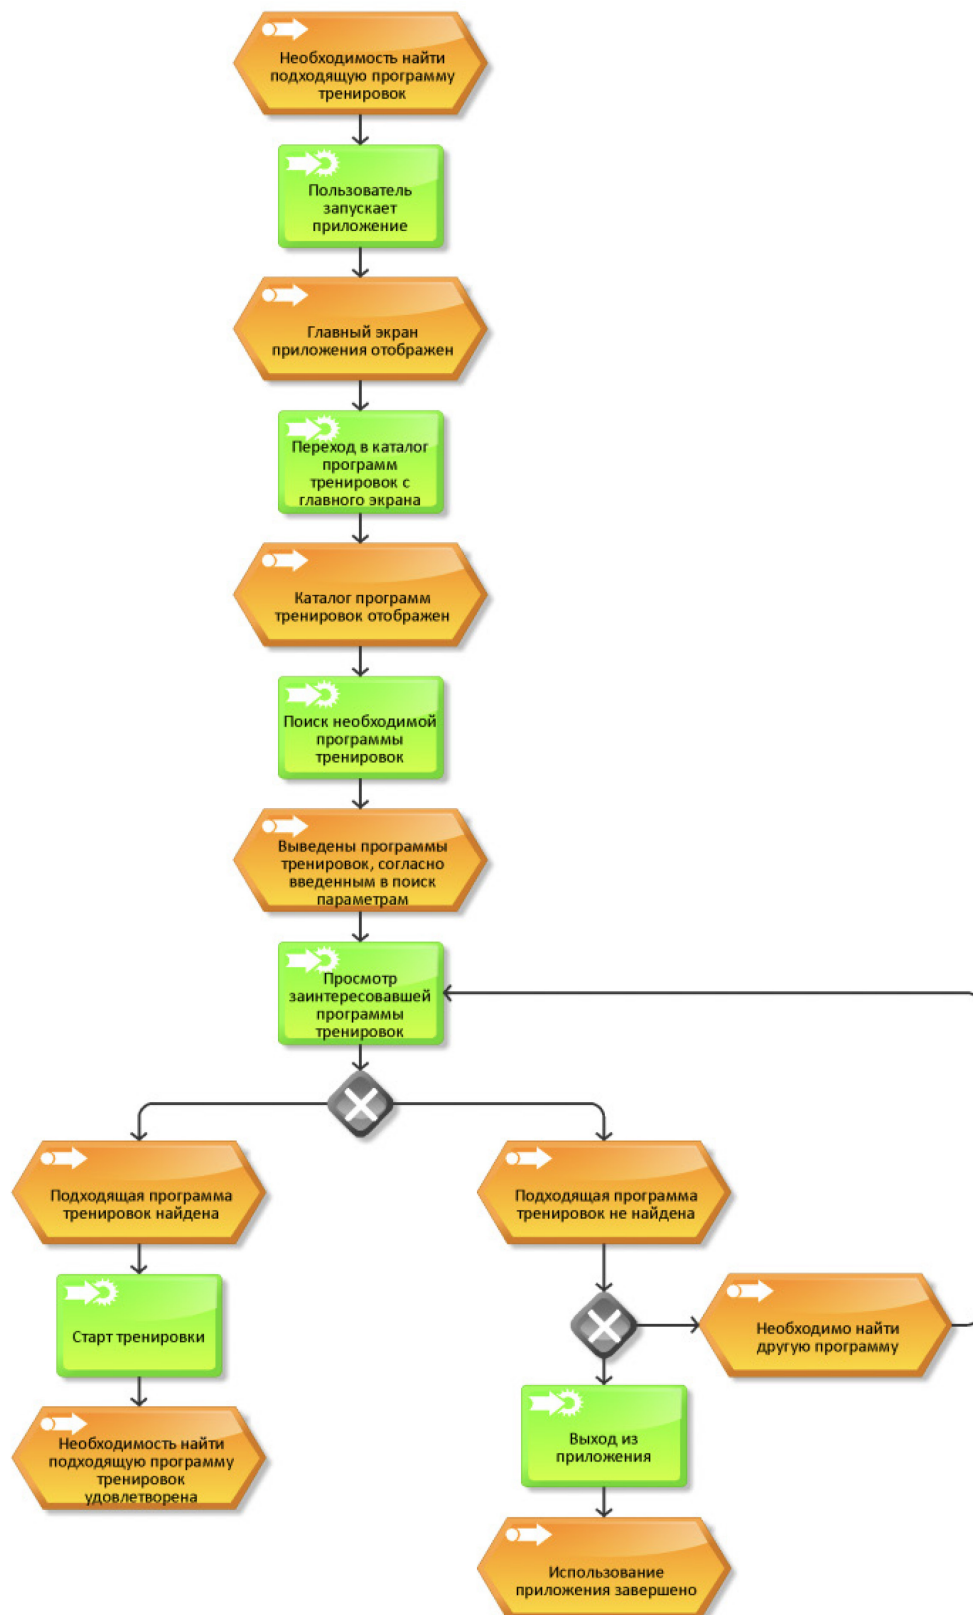 Необходимость найти
подходящую программу
тренировок
Пользователь
запускает
приложение
Главный экран
приложения отображен
Переход в каталог
программ
тренировок с
главного экрана
Каталог программ
тренировок отображен
Поиск необходимой
программы
тренировок
Выведены программы
тренировок, согласно
введенным в поиск
параметрам
Просмотр
заинтересовавшей
программы
тренировок
Подходящая программа
тренировок найдена
Подходящая программа
тренировок не найдена
Старт тренировки
Необходимо найти
другую программу
Необходимость найти
подходящую программу
тренировок
удовлетворена
Выход из
приложения
Использование
приложения завершено